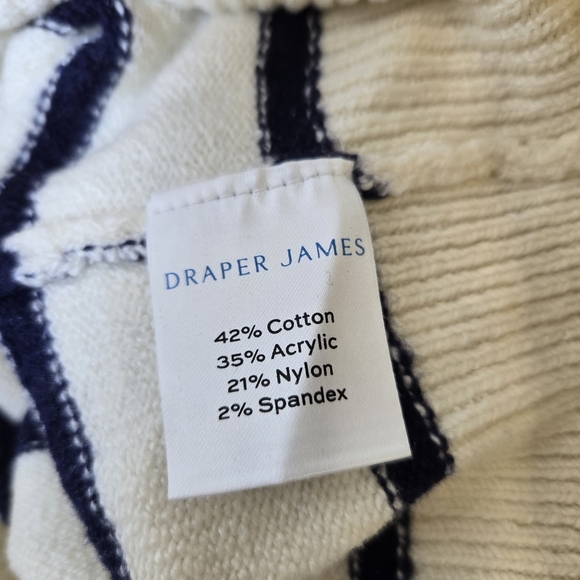 DRAPER JAMES
42% Cotton
35% Acrylic
21% Nylon
2% Spandex